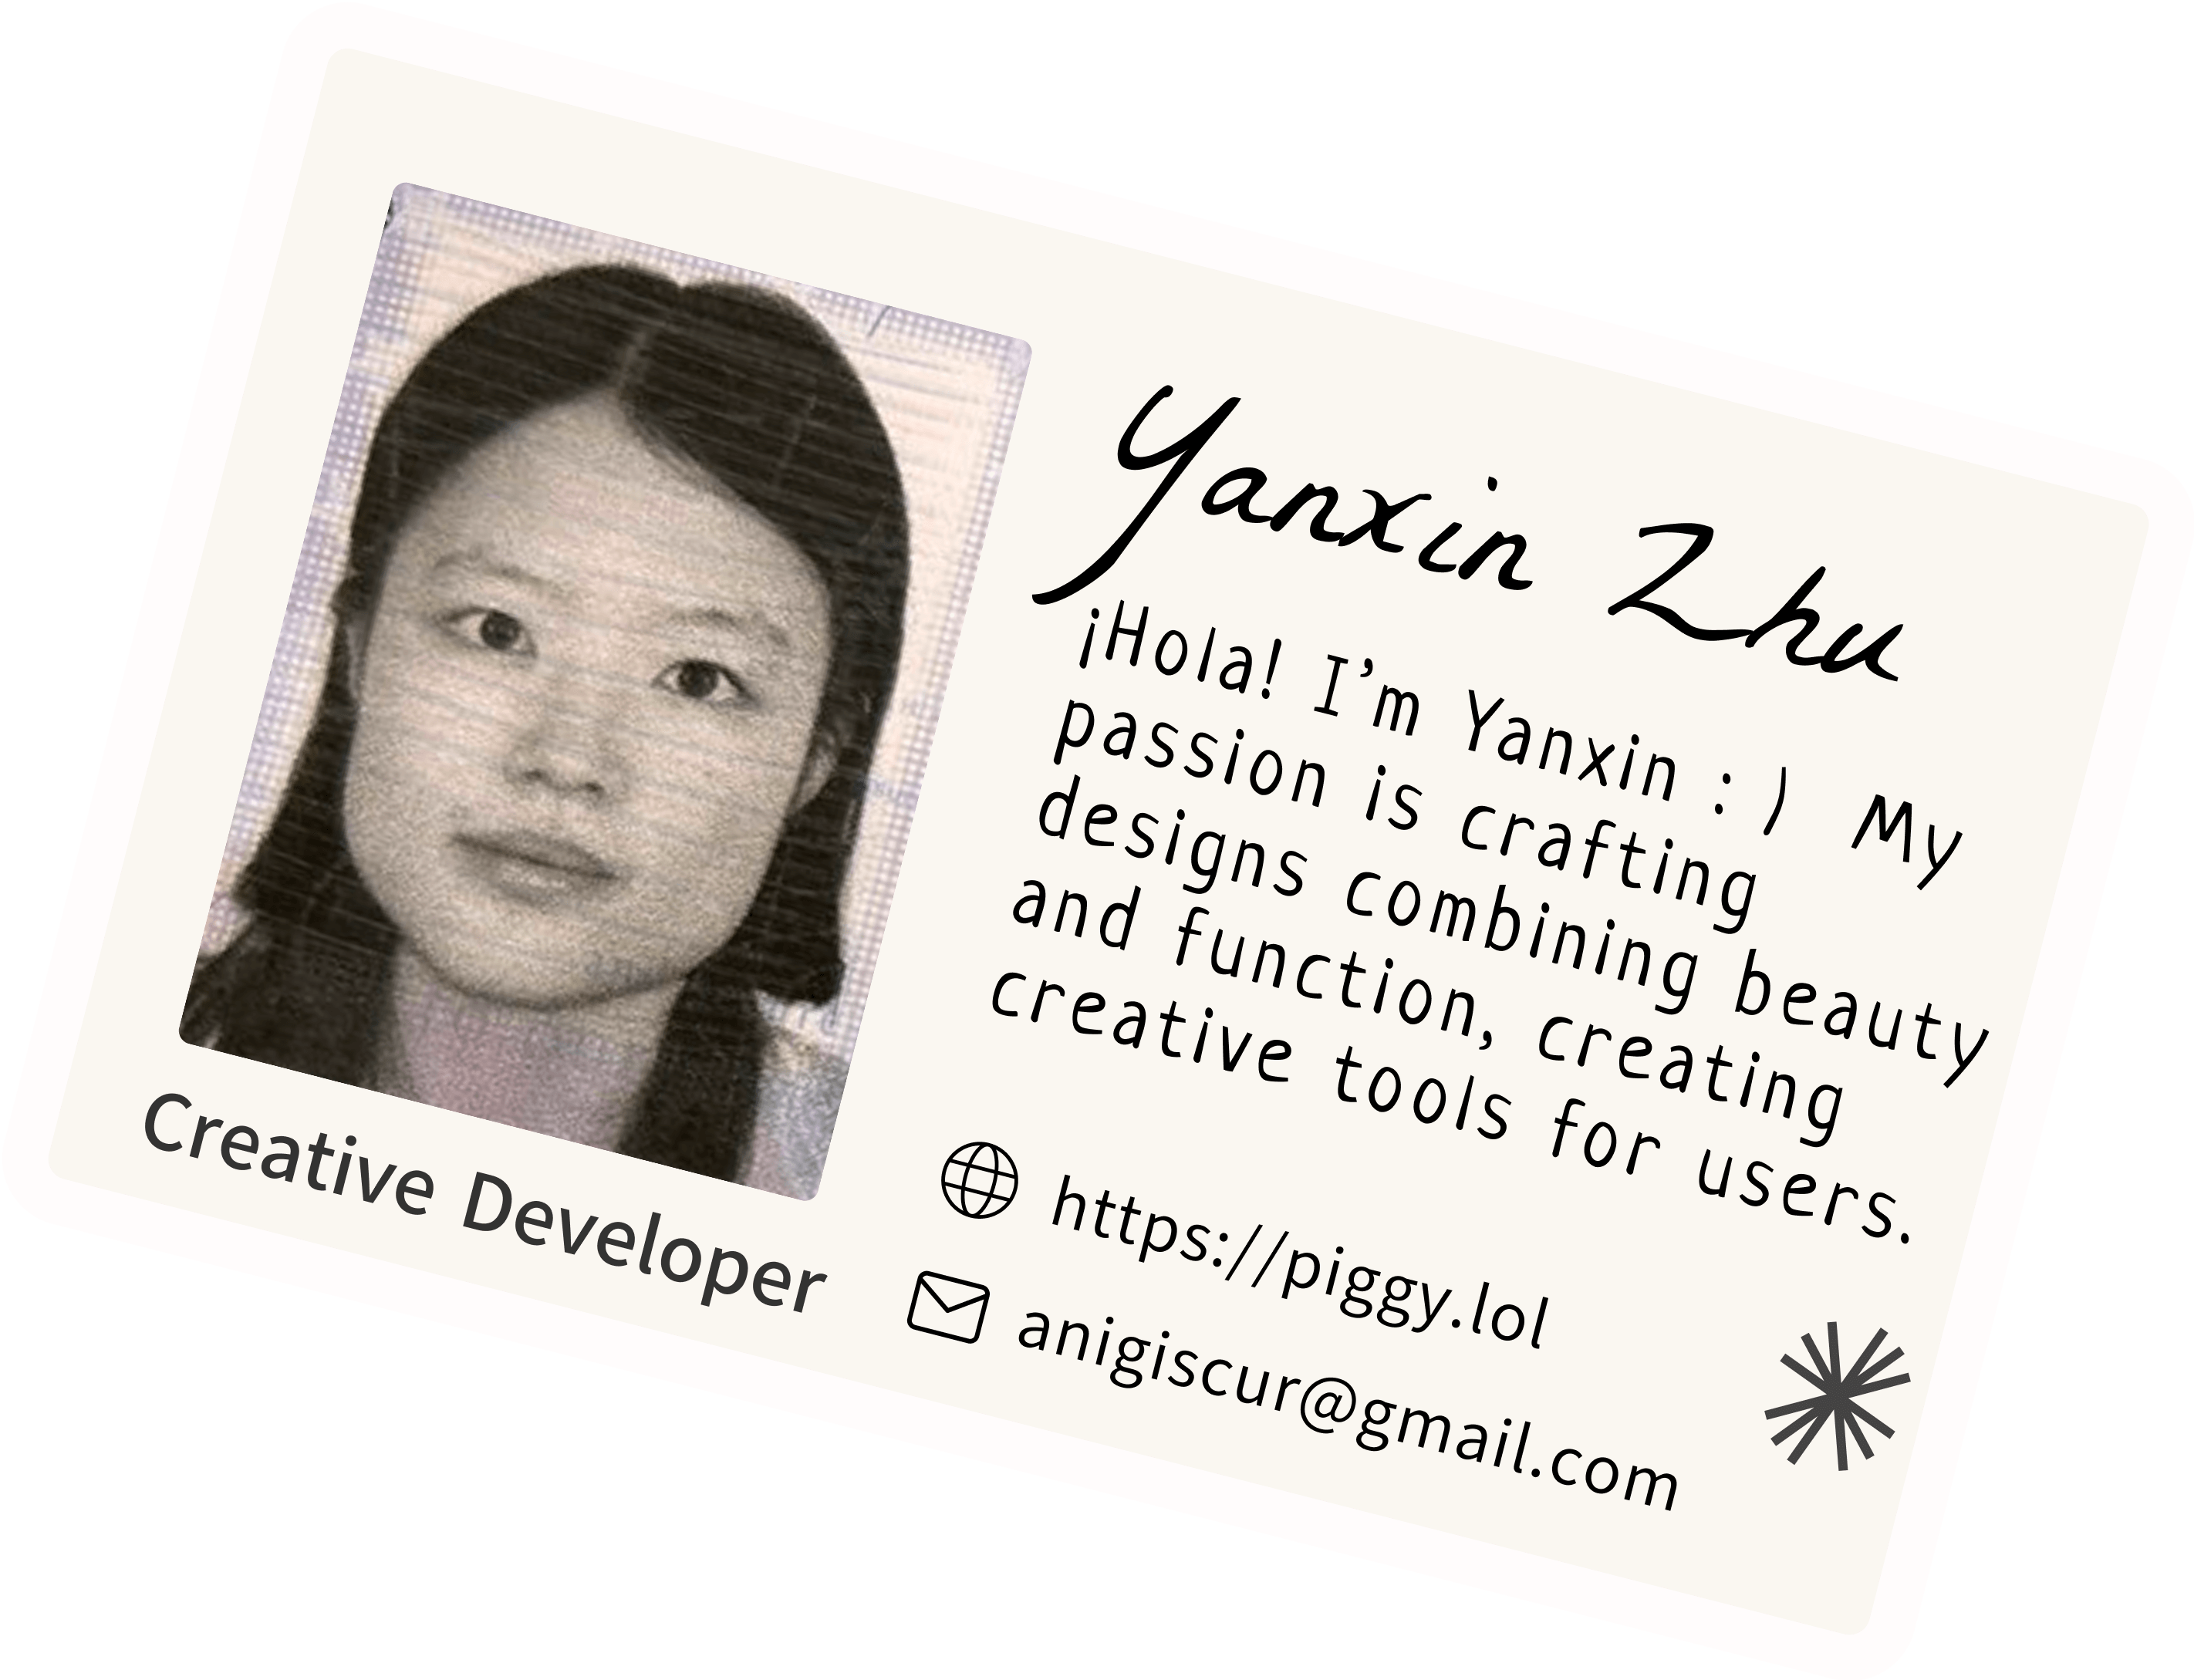 Yanxin Zhu
¡Hola! I’m Yanxin :) My
passion is crafting
designs combining beauty
and function, creating
creative tools for users.
https://piggy.lol
anigiscur@gmail.com
Creative Developer